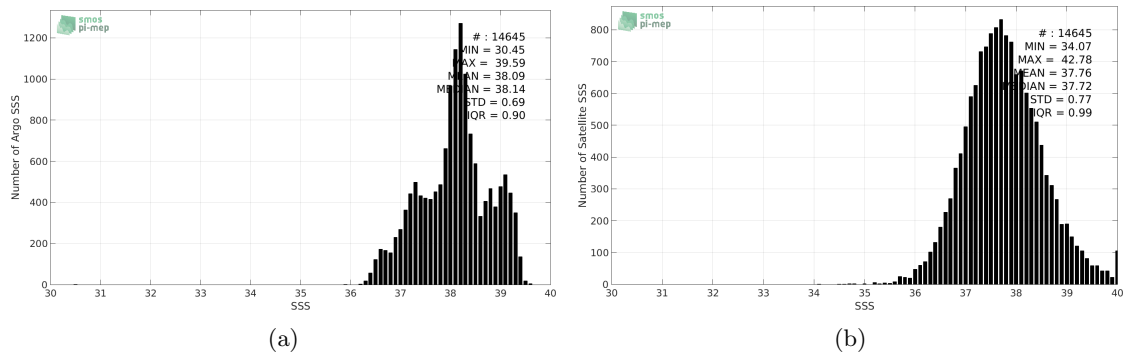 smos
pi-mep
# : 14645
MIN = 30.45
MAX = 39.59
MEAN = 38.09
MEDIAN = 38.14
STD = 0.69
IQR = 0.90
Number of Argo SSS
1200
1000
800
600
400
200
0
30 31 32 33 34 35 36 37 38 39 40
SSS
(a)
smos
pi-mep
# : 14645
MIN = 34.07
MAX = 42.78
MEAN = 37.76
MEDIAN = 37.72
STD = 0.77
IQR = 0.99
Number of Satellite SSS
800
700
600
500
400
300
200
100
0
30 31 32 33 34 35 36 37 38 39 40
SSS
(b)